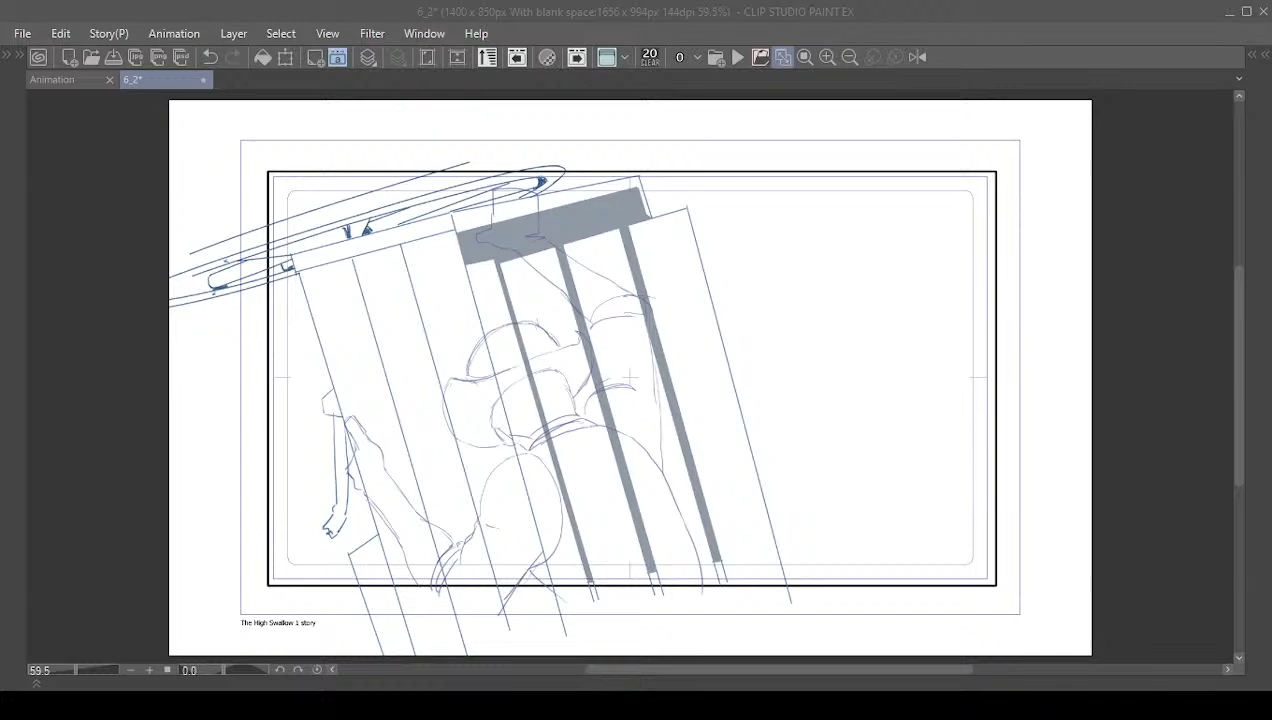 6_2* (1400 x 850px With blank space:1656 x 994px 144dpi 59.5%) - CLIP STUDIO PAINT EX
File Edit Story(P) Animation Layer Select View Filter Window Help
20 CLEAR 0
Animation 6_2*
The High Swallow 1 story
59.5 0.0